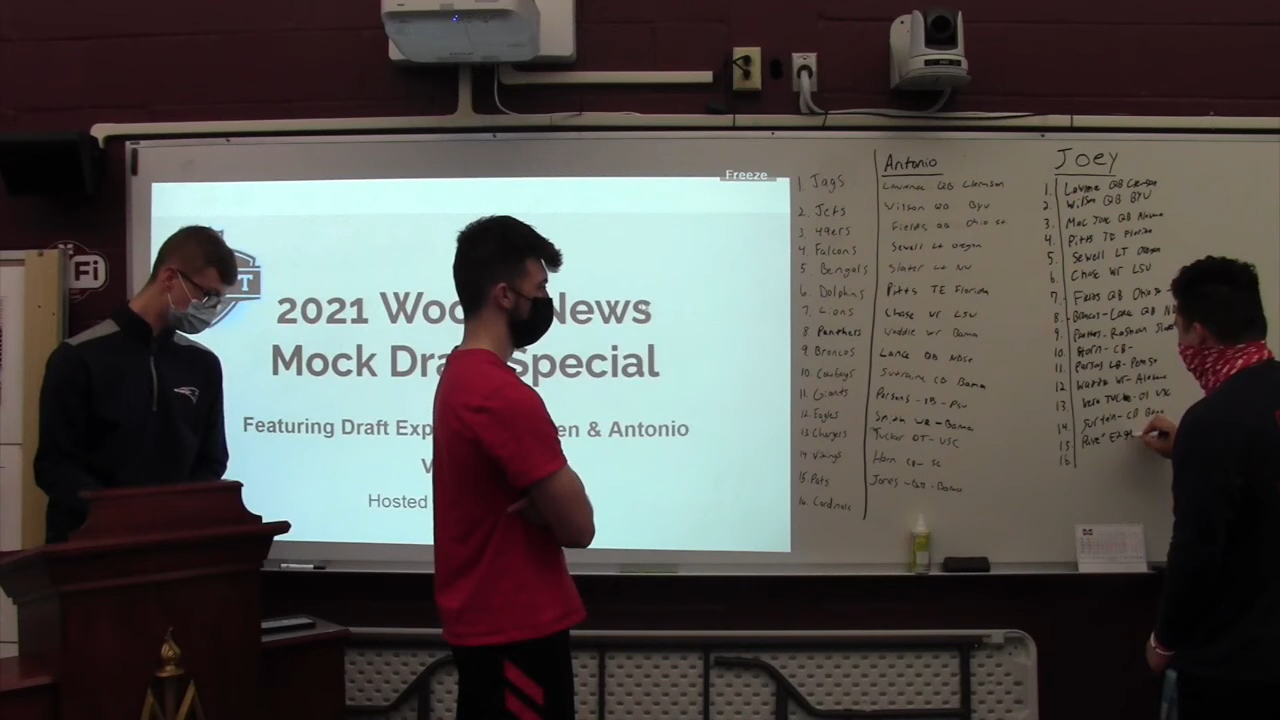 Freeze
2021 Woo News
Mock Dra Special
Featuring Draft Exp en & Antonio
v
Hosted
Fi
T
1. Jags
2. Jets
3. 49ers
4. Falcons
5. Bengals
6. Dolphins
7. Lions
8 Panthers
9. Broncos
10. Cowboys
11. Giants
12. Eagles
13. Chargers
14 Vikings
15. Pats
16. Cardinals
Antonio
Lawrence QB Clemson
Wilson QB BYU
Fields QB Ohio St
Sewell LT Oregon
Slater LT NU
Pitts TE Florida
Chase WR LSU
Waddle WR Bama
Lance QB NDSU
Surtain CB Bama
Parsons - LB - PSU
Smith WR - Bama
Tucker OT - USC
Horn CB - SC
Jones - QB - Bama
Joey
1. QB Clemson
2. Wilson QB BYU
3. Mac Jones QB Alabama
4. Pitts TE Florida
5. Sewell LT Oregon
6. Chase WR LSU
7. Fields QB Ohio St
8. Broncos - Lance QB ND
9. Panthers - Rashawn Slater
10. Horn - CB -
11. Parsons LB - Penn St
12. Waddle WR - Alabama
13. Vera Tucker - OT USC
14. Surtain - CB Bama
15.
16